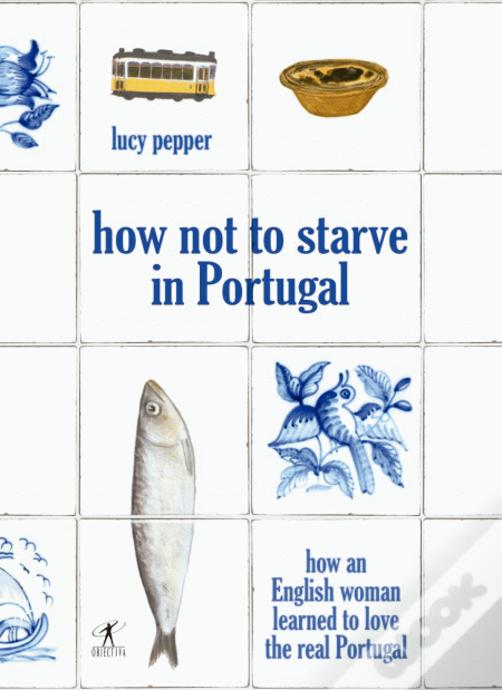 lucy pepper
how not to starve
in Portugal
how an
English woman
learned to love
the real Portugal
OBJECTIVA
eBOOK